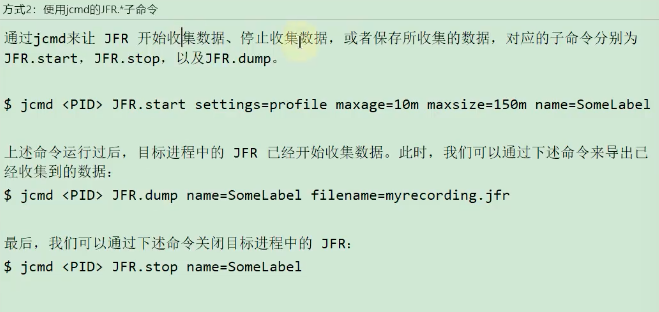 方式2：使用jcmd的JFR.*子命令
通过jcmd来让 JFR 开始收集数据、停止收集数据，或者保存所收集的数据，对应的子命令分别为
JFR.start，JFR.stop，以及JFR.dump。
$ jcmd <PID> JFR.start settings=profile maxage=10m maxsize=150m name=SomeLabel
上述命令运行过后，目标进程中的 JFR 已经开始收集数据。此时，我们可以通过下述命令来导出已
经收集到的数据：
$ jcmd <PID> JFR.dump name=SomeLabel filename=myrecording.jfr
最后，我们可以通过下述命令关闭目标进程中的 JFR：
$ jcmd <PID> JFR.stop name=SomeLabel